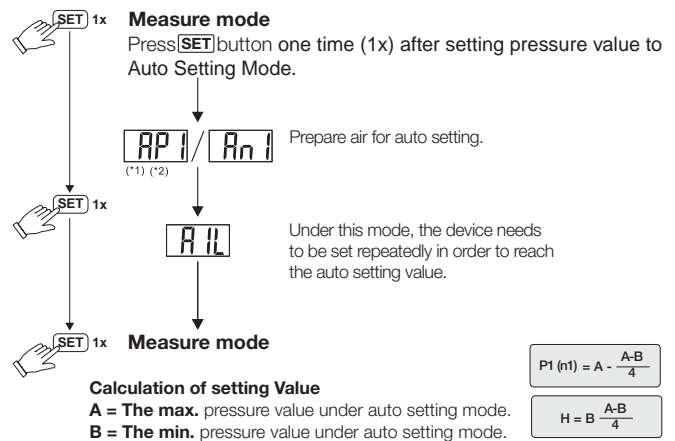 SET 1x Measure mode
Press SET button one time (1x) after setting pressure value to
Auto Setting Mode.
AP1 / An1 Prepare air for auto setting.
(*1) (*2)
SET 1x
A1L Under this mode, the device needs
to be set repeatedly in order to reach
the auto setting value.
SET 1x Measure mode
P1 (n1) = A - A-B
4
Calculation of setting Value
A = The max. pressure value under auto setting mode.
H = B A-B
4
B = The min. pressure value under auto setting mode.